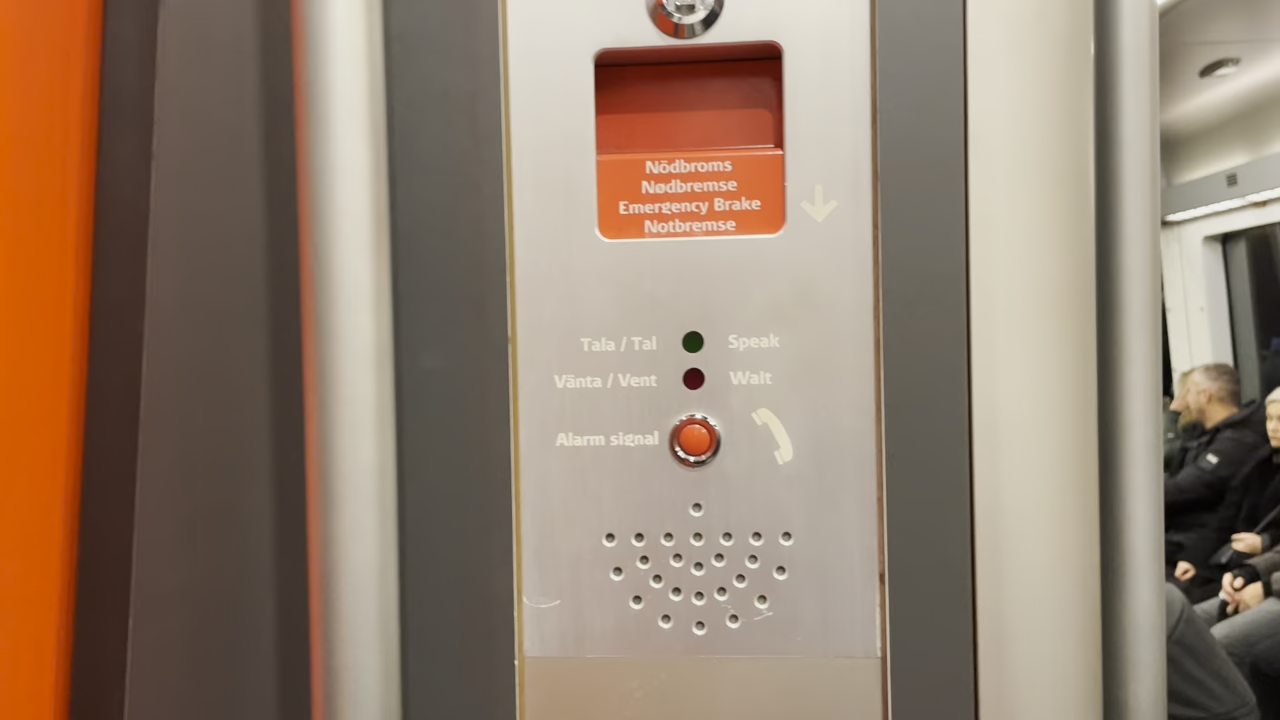 Nödbroms
Nødbremse
Emergency Brake
Notbremse
Tala / Tal Speak
Vänta / Vent Wait
Alarm signal